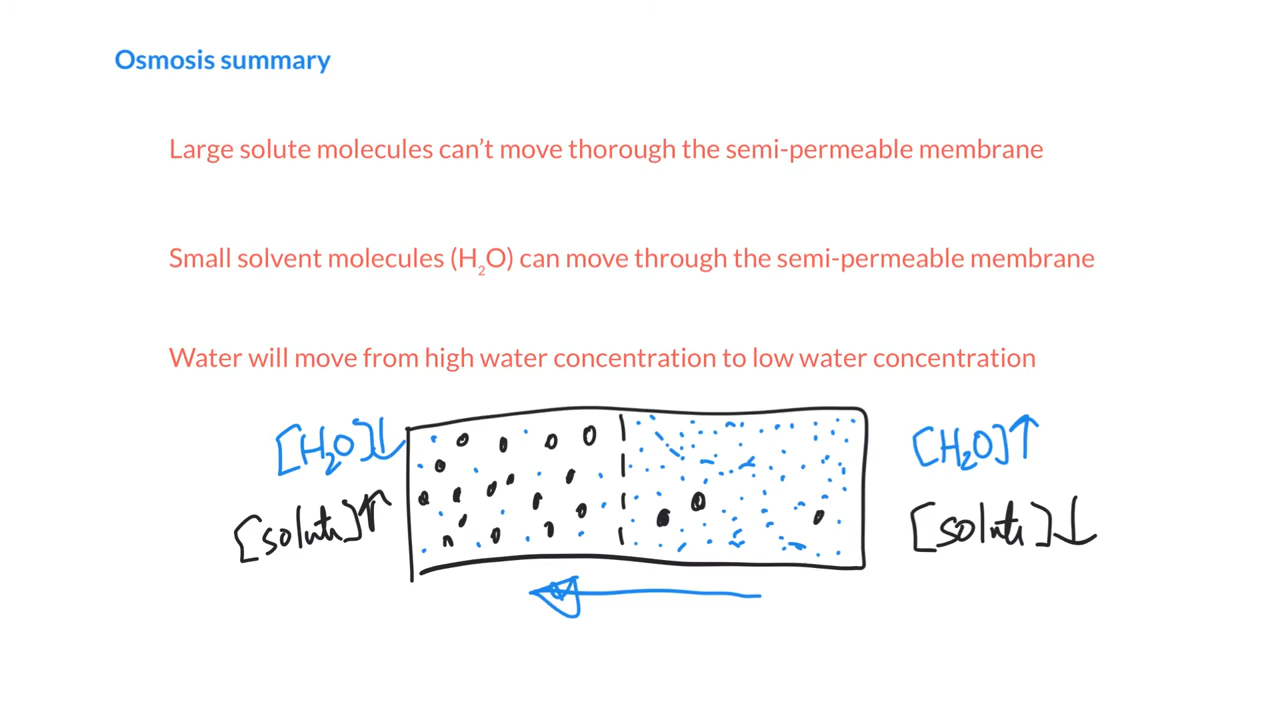 Osmosis summary
Large solute molecules can't move thorough the semi-permeable membrane
Small solvent molecules (H₂O) can move through the semi-permeable membrane
Water will move from high water concentration to low water concentration
[H₂O]↓
[H₂O]↑
[solute]↑
[solute]↓